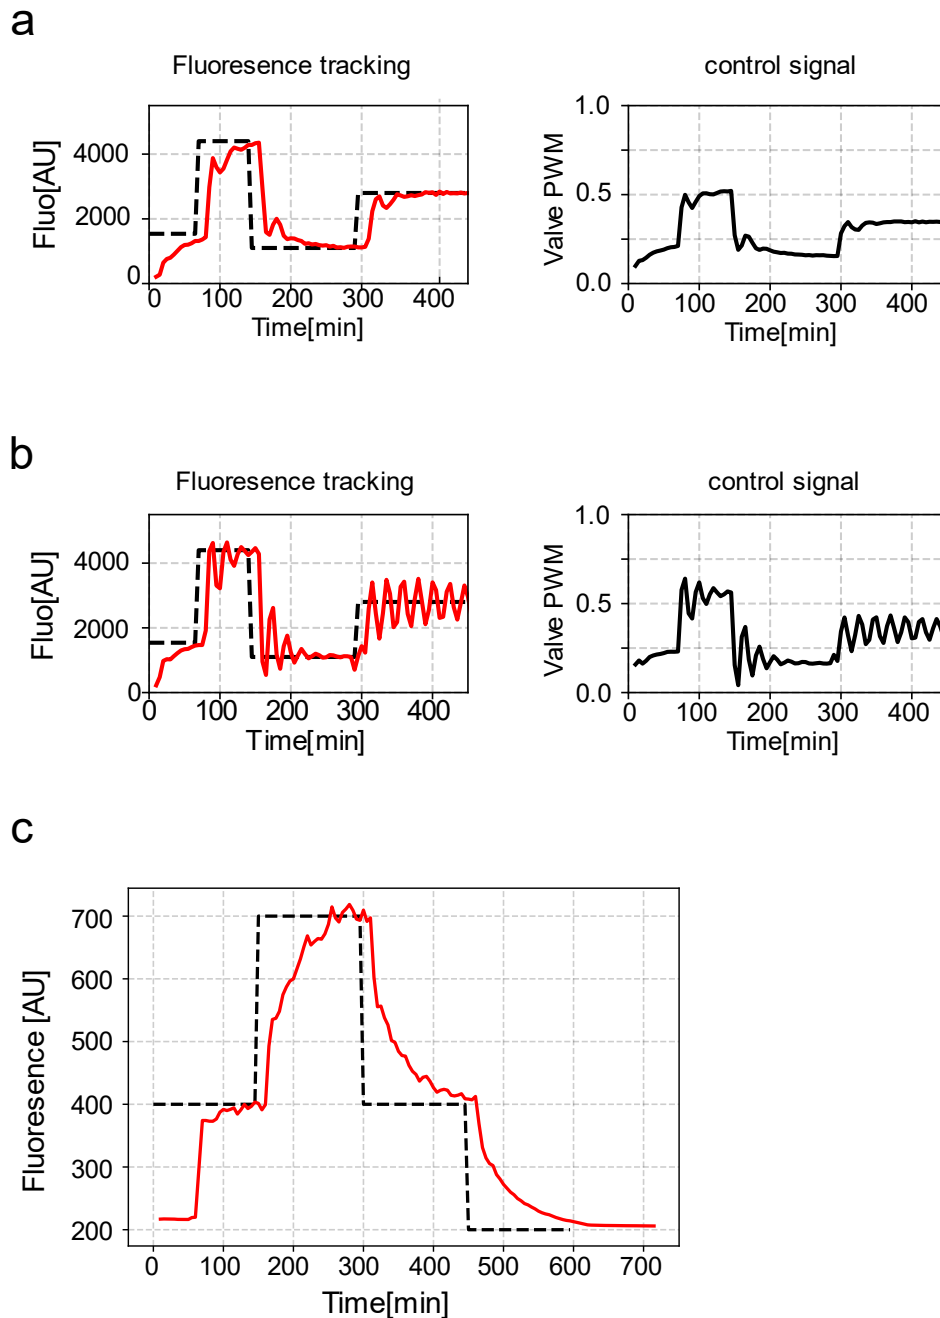 a
Fluoresence tracking
control signal
Fluo[AU]
4000
2000
0
0 100 200 300 400
Time[min]
Valve PWM
1.0
0.5
0.0
0 100 200 300 400
Time[min]
b
Fluoresence tracking
control signal
Fluo[AU]
4000
2000
0
0 100 200 300 400
Time[min]
Valve PWM
1.0
0.5
0.0
0 100 200 300 400
Time[min]
c
Fluoresence [AU]
700
600
500
400
300
200
0 100 200 300 400 500 600 700
Time[min]